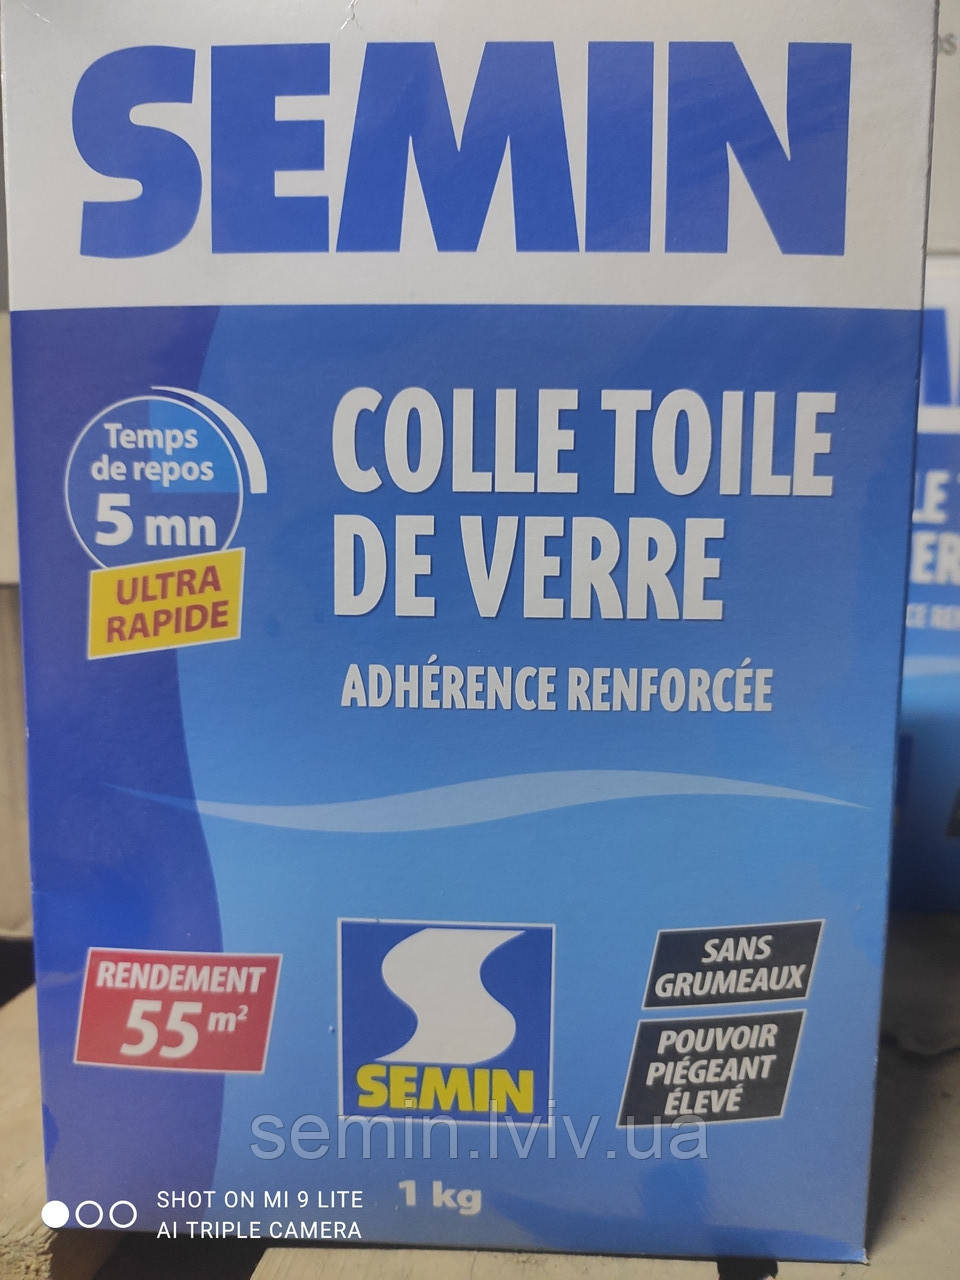 SEMIN
Temps
de repos
5 mn
ULTRA
RAPIDE
COLLE TOILE
DE VERRE
ADHÉRENCE RENFORCÉE
RENDEMENT
55 m²
SEMIN
SANS
GRUMEAUX
POUVOIR
PIÉGEANT
ÉLEVÉ
semin.lviv.ua
1 kg
SHOT ON MI 9 LITE
AI TRIPLE CAMERA